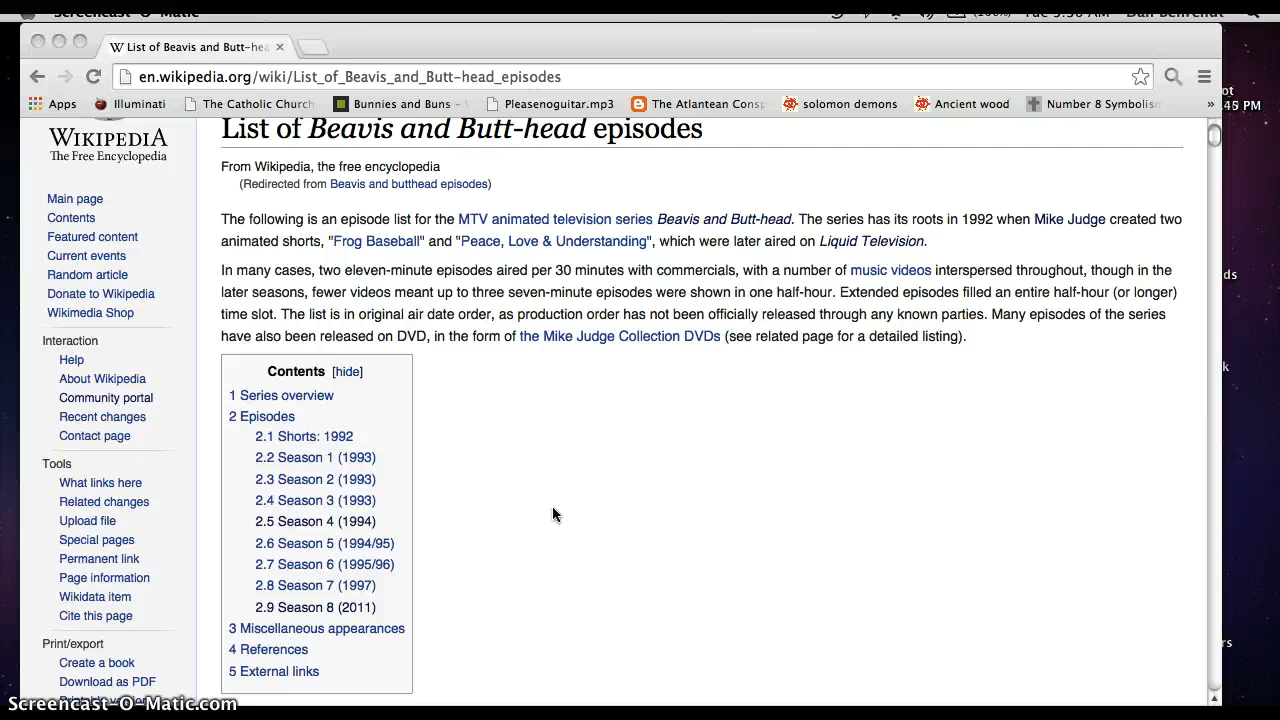 Screencast-O-Matic
(100%) Tue 5:50 AM Dan Behrendt
List of Beavis and Butt-hea
en.wikipedia.org/wiki/List_of_Beavis_and_Butt-head_episodes
Apps Illuminati The Catholic Church Bunnies and Buns – Pleasenoguitar.mp3 The Atlantean Consp solomon demons Ancient wood Number 8 Symbolism »
45 PM
WIKIPEDIA
The Free Encyclopedia
Main page
Contents
Featured content
Current events
Random article
Donate to Wikipedia
Wikimedia Shop
Interaction
Help
About Wikipedia
Community portal
Recent changes
Contact page
Tools
What links here
Related changes
Upload file
Special pages
Permanent link
Page information
Wikidata item
Cite this page
Print/export
Create a book
Download as PDF
List of Beavis and Butt-head episodes
From Wikipedia, the free encyclopedia
(Redirected from Beavis and butthead episodes)
The following is an episode list for the MTV animated television series Beavis and Butt-head. The series has its roots in 1992 when Mike Judge created two
animated shorts, "Frog Baseball" and "Peace, Love & Understanding", which were later aired on Liquid Television.
In many cases, two eleven-minute episodes aired per 30 minutes with commercials, with a number of music videos interspersed throughout, though in the
later seasons, fewer videos meant up to three seven-minute episodes were shown in one half-hour. Extended episodes filled an entire half-hour (or longer)
time slot. The list is in original air date order, as production order has not been officially released through any known parties. Many episodes of the series
have also been released on DVD, in the form of the Mike Judge Collection DVDs (see related page for a detailed listing).
Contents [hide]
1 Series overview
2 Episodes
2.1 Shorts: 1992
2.2 Season 1 (1993)
2.3 Season 2 (1993)
2.4 Season 3 (1993)
2.5 Season 4 (1994)
2.6 Season 5 (1994/95)
2.7 Season 6 (1995/96)
2.8 Season 7 (1997)
2.9 Season 8 (2011)
3 Miscellaneous appearances
4 References
5 External links
Screencast-O-Matic.com